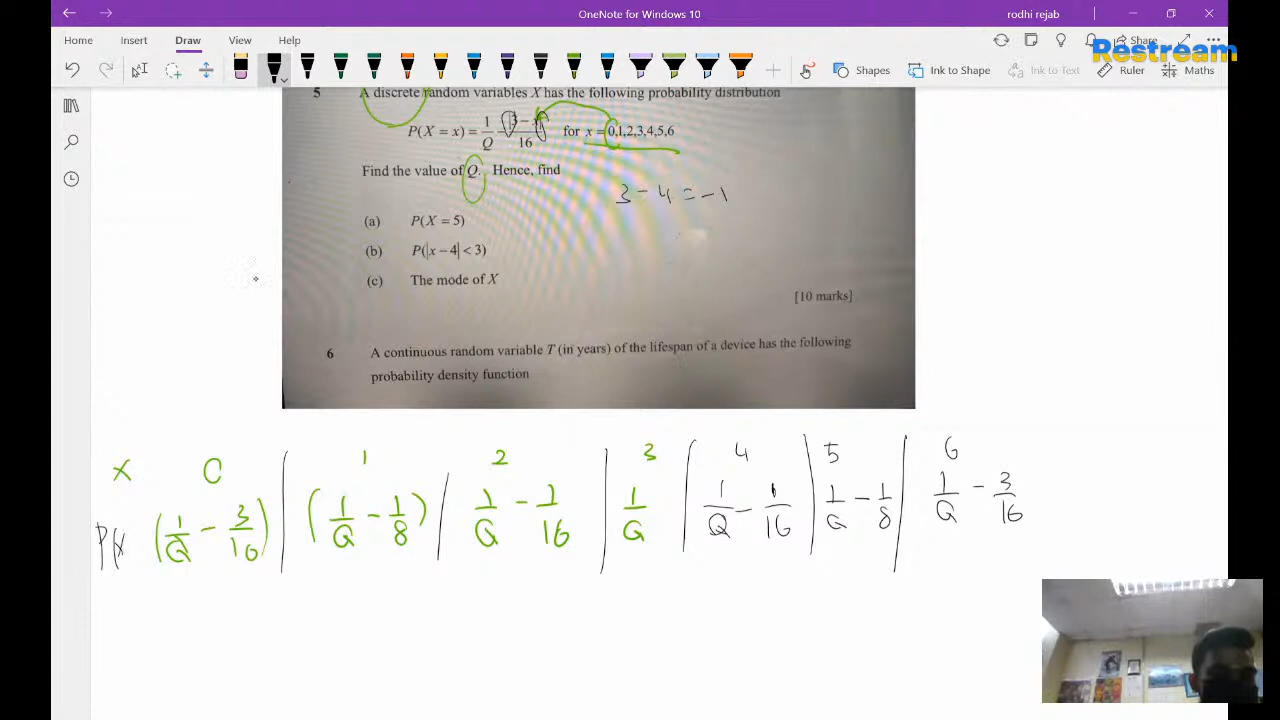 OneNote for Windows 10
rodhi rejab
Home Insert Draw View Help
Share
Restream
Shapes Ink to Shape Ink to Text Ruler Maths
5 A discrete random variables X has the following probability distribution
P(X = x) = 1/Q - |3 - x|/16 for x = 0,1,2,3,4,5,6
Find the value of Q. Hence, find
3 - 4 = -1
(a) P(X = 5)
(b) P(|x - 4| < 3)
(c) The mode of X
[10 marks]
6 A continuous random variable T (in years) of the lifespan of a device has the following
probability density function
X 0 1 2 3 4 5 6
P(X (1/Q - 3/16) (1/Q - 1/8) 1/Q - 1/16 1/Q 1/Q - 1/16 1/Q - 1/8 1/Q - 3/16